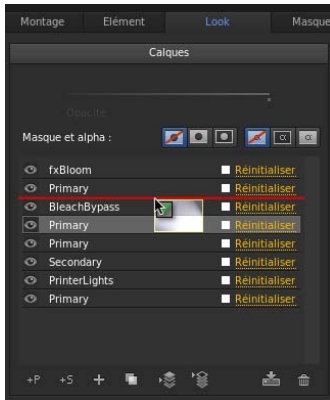 Montage Elément Look Masque
Calques
Opacité
Masque et alpha :
fxBloom Réinitialiser
Primary Réinitialiser
BleachBypass Réinitialiser
Primary Réinitialiser
Primary Réinitialiser
Secondary Réinitialiser
PrinterLights Réinitialiser
Primary Réinitialiser
+P +S